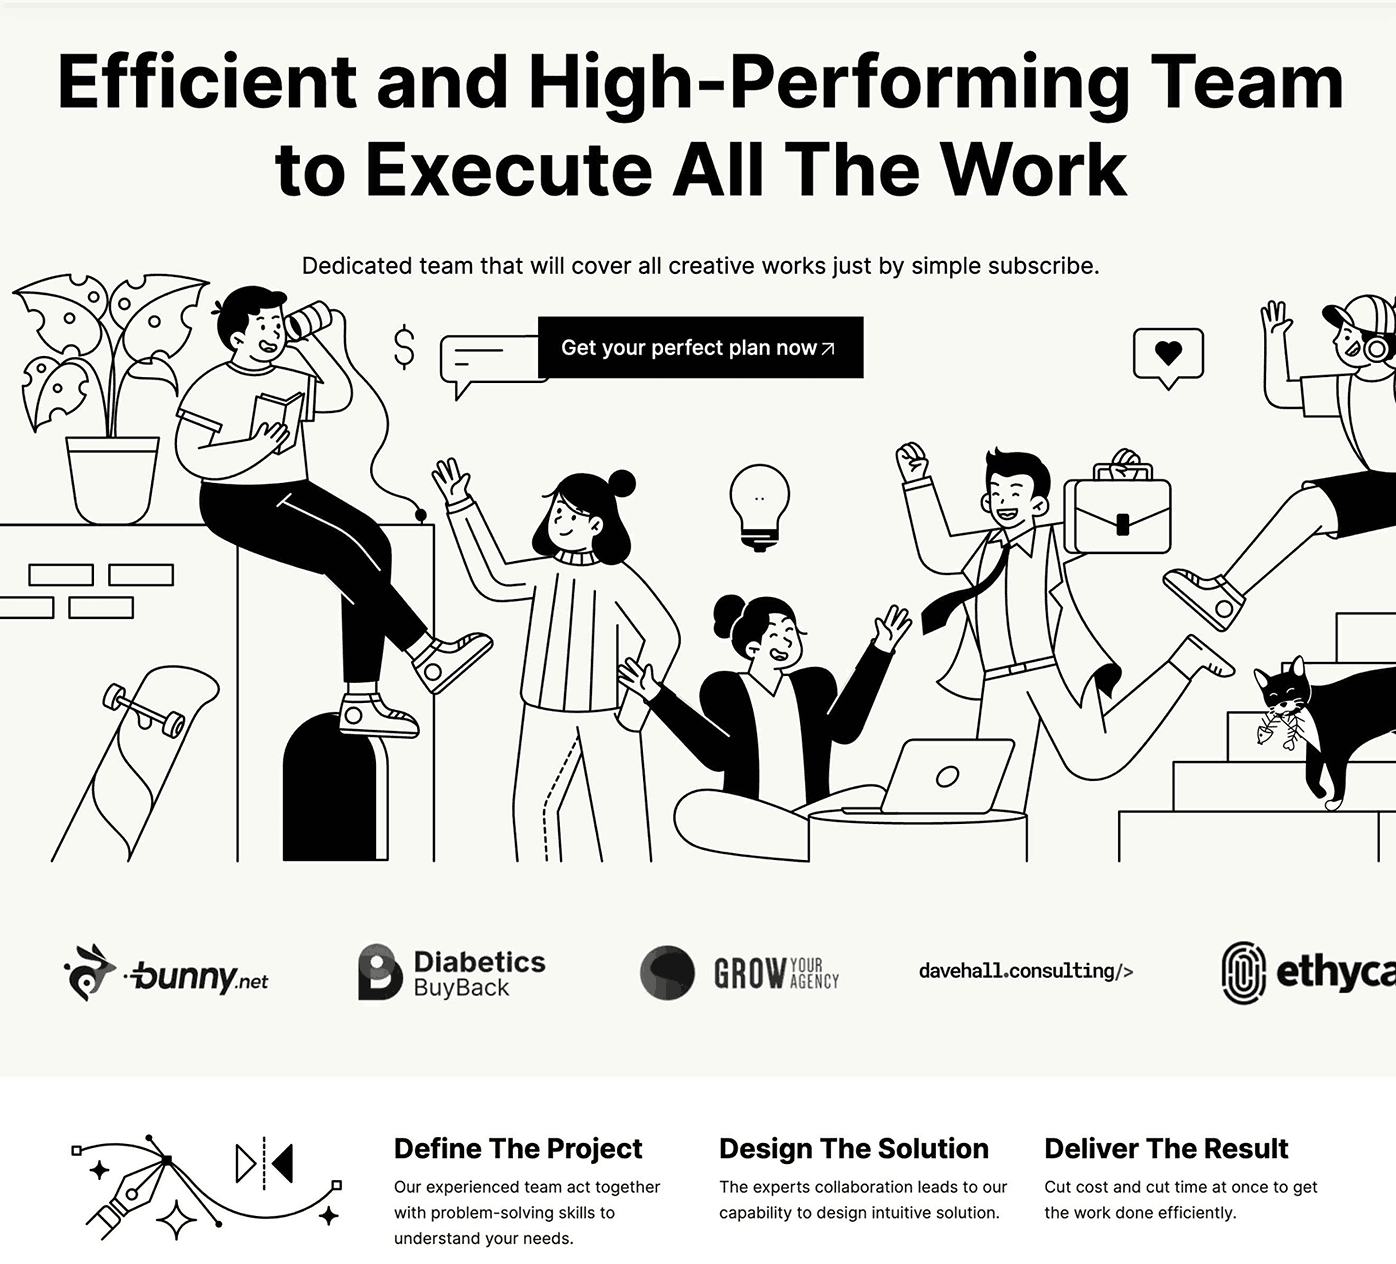 Efficient and High-Performing Team
to Execute All The Work
Dedicated team that will cover all creative works just by simple subscribe.
$
Get your perfect plan now
bunny.net
Diabetics
BuyBack
GROW YOUR
AGENCY
davehall.consulting/>
ethyca
Define The Project
Our experienced team act together
with problem-solving skills to
understand your needs.
Design The Solution
The experts collaboration leads to our
capability to design intuitive solution.
Deliver The Result
Cut cost and cut time at once to get
the work done efficiently.